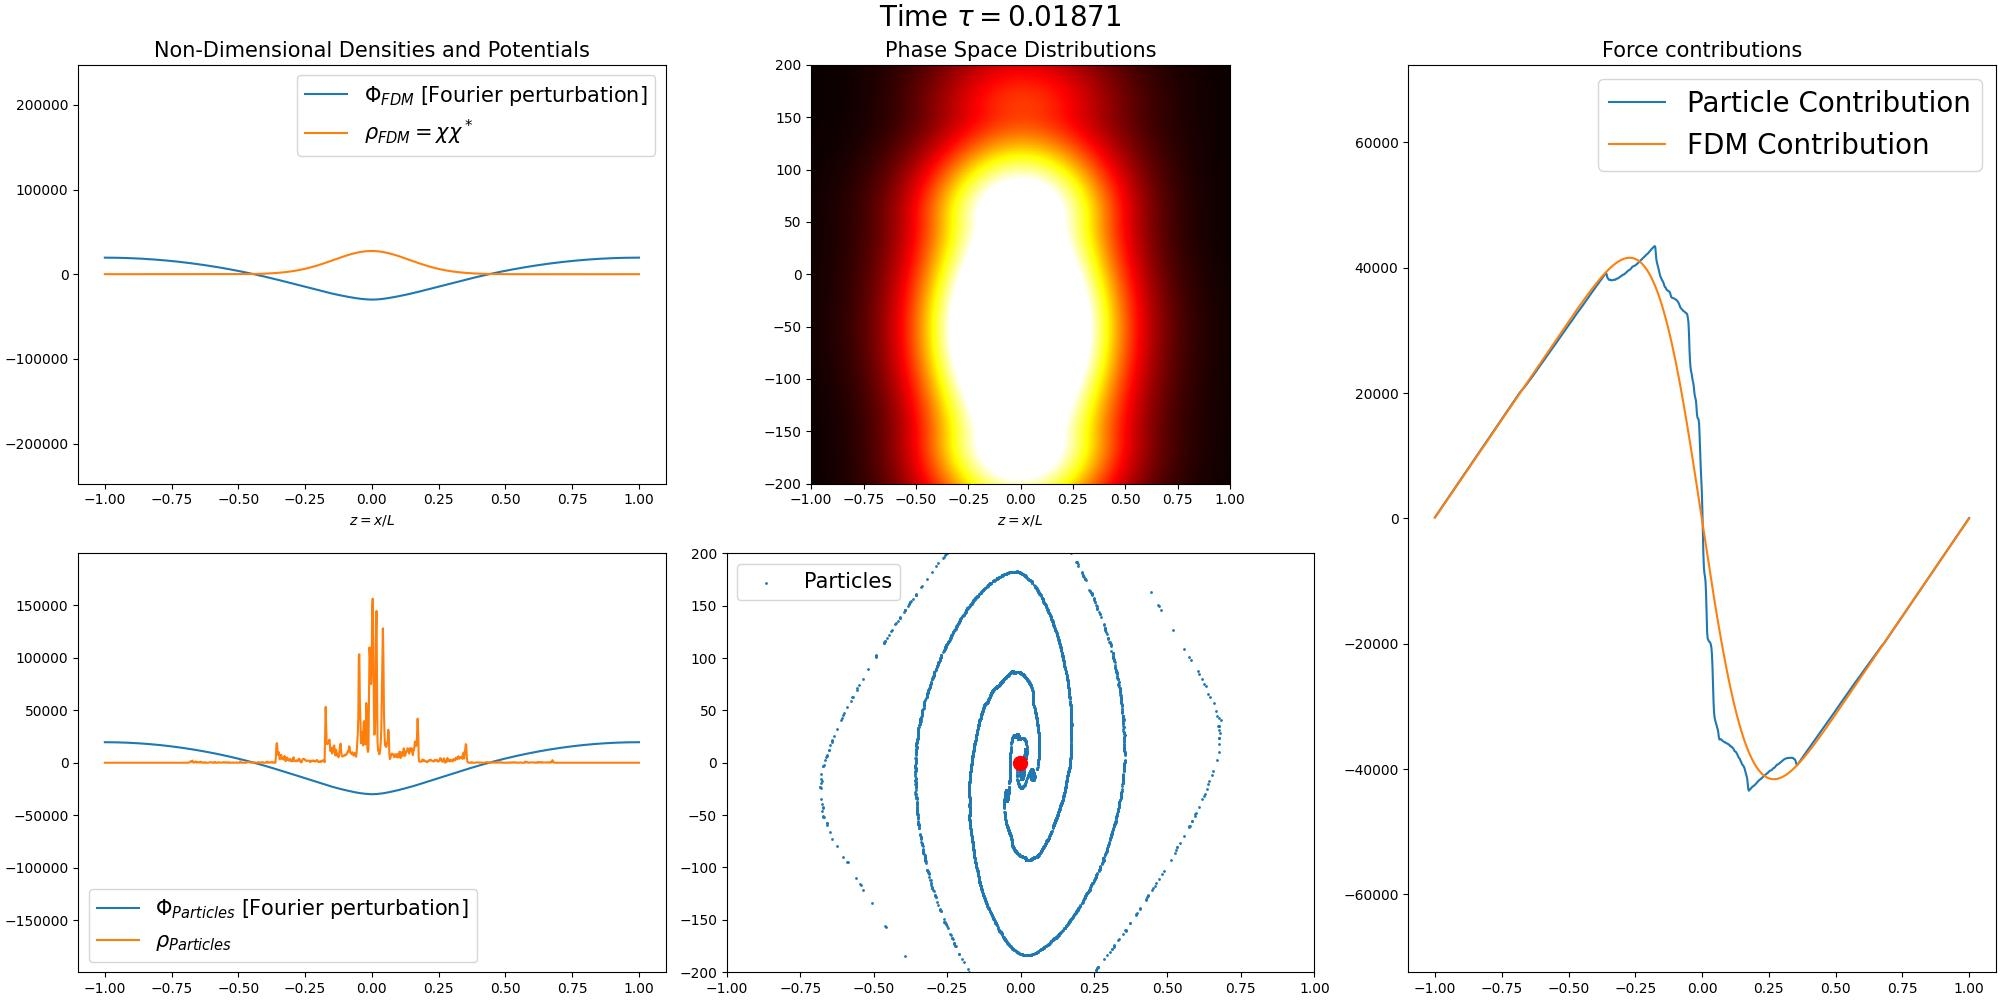 Time τ = 0.01871
Non-Dimensional Densities and Potentials
Φ_FDM [Fourier perturbation]
ρ_FDM = χχ*
200000
100000
0
−100000
−200000
−1.00 −0.75 −0.50 −0.25 0.00 0.25 0.50 0.75 1.00
z = x/L
Phase Space Distributions
200
150
100
50
0
−50
−100
−150
−200
−1.00 −0.75 −0.50 −0.25 0.00 0.25 0.50 0.75 1.00
z = x/L
Force contributions
Particle Contribution
FDM Contribution
60000
40000
20000
0
−20000
−40000
−60000
−1.00 −0.75 −0.50 −0.25 0.00 0.25 0.50 0.75 1.00
150000
100000
50000
0
−50000
−100000
−150000
Φ_Particles [Fourier perturbation]
ρ_Particles
−1.00 −0.75 −0.50 −0.25 0.00 0.25 0.50 0.75 1.00
Particles
200
150
100
50
0
−50
−100
−150
−200
−1.00 −0.75 −0.50 −0.25 0.00 0.25 0.50 0.75 1.00